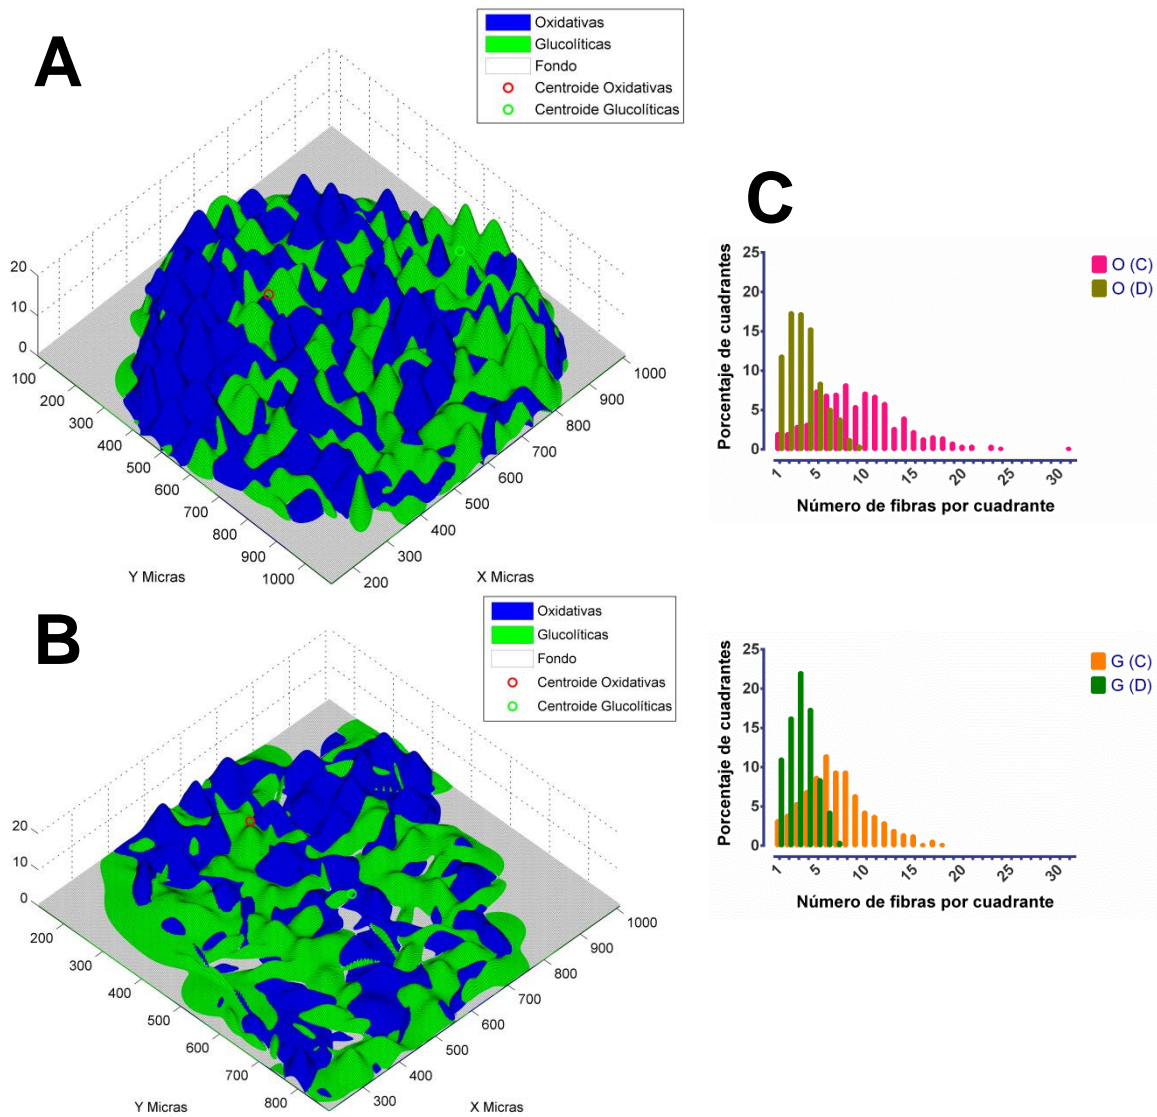 A
Oxidativas
Glucolíticas
Fondo
Centroide Oxidativas
Centroide Glucolíticas
20
10
0
100
200
300
400
500
600
700
800
900
1000
Y Micras
200
300
400
500
600
700
800
900
1000
X Micras
B
Oxidativas
Glucolíticas
Fondo
Centroide Oxidativas
Centroide Glucolíticas
20
10
0
200
300
400
500
600
700
800
Y Micras
300
400
500
600
700
800
900
1000
X Micras
C
Porcentaje de cuadrantes
25
20
15
10
5
0
1
5
10
15
20
25
30
Número de fibras por cuadrante
O (C)
O (D)
Porcentaje de cuadrantes
25
20
15
10
5
0
1
5
10
15
20
25
30
Número de fibras por cuadrante
G (C)
G (D)